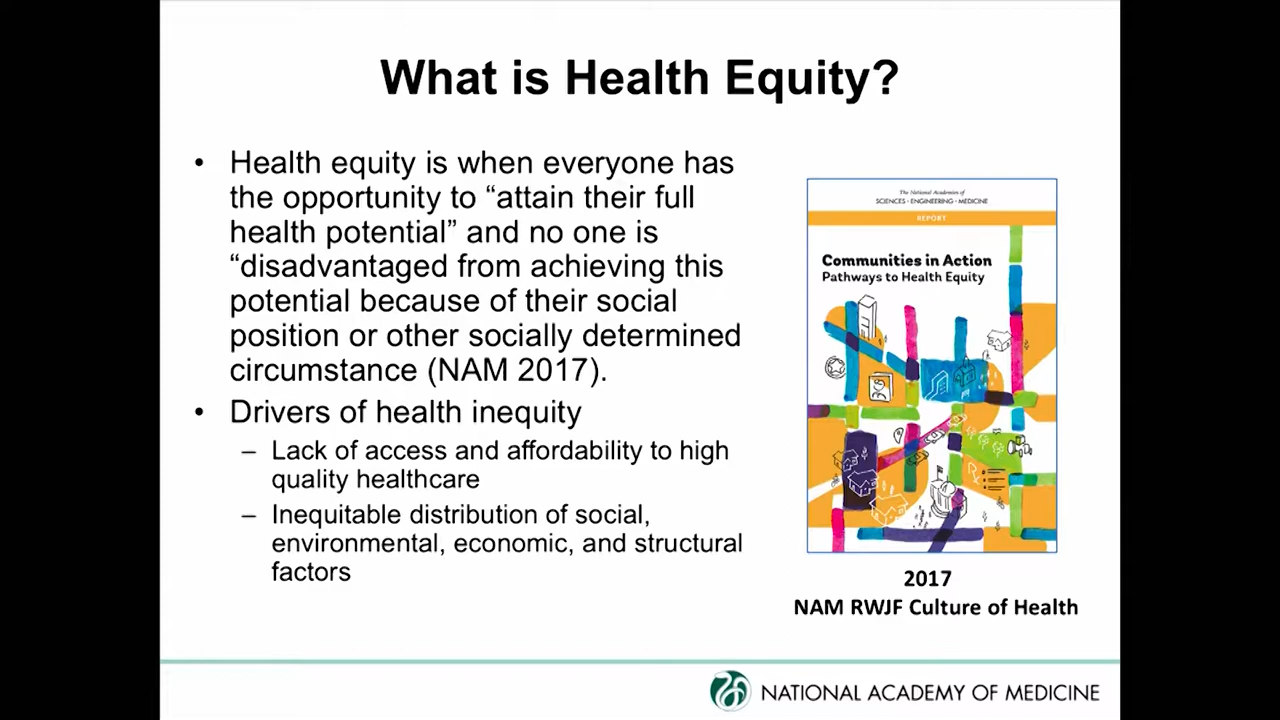 What is Health Equity?
• Health equity is when everyone has
the opportunity to “attain their full
health potential” and no one is
“disadvantaged from achieving this
potential because of their social
position or other socially determined
circumstance (NAM 2017).
• Drivers of health inequity
– Lack of access and affordability to high
quality healthcare
– Inequitable distribution of social,
environmental, economic, and structural
factors
The National Academies of
SCIENCES · ENGINEERING · MEDICINE
REPORT
Communities in Action
Pathways to Health Equity
2017
NAM RWJF Culture of Health
NATIONAL ACADEMY OF MEDICINE